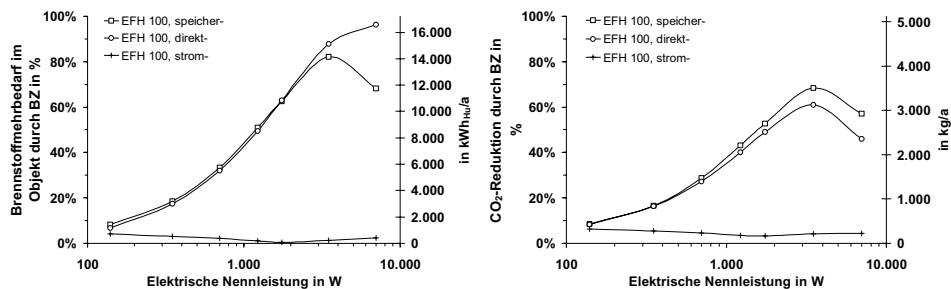 EFH 100, speicher-
EFH 100, direkt-
EFH 100, strom-
100%
80%
60%
40%
20%
0%
Brennstoffmehrbedarf im
Objekt durch BZ in %
16.000
14.000
12.000
10.000
8.000
6.000
4.000
2.000
0
in kWhHu/a
100
1.000
10.000
Elektrische Nennleistung in W
EFH 100, speicher-
EFH 100, direkt-
EFH 100, strom-
100%
80%
60%
40%
20%
0%
CO2-Reduktion durch BZ in
%
5.000
4.000
3.000
2.000
1.000
0
in kg/a
100
1.000
10.000
Elektrische Nennleistung in W